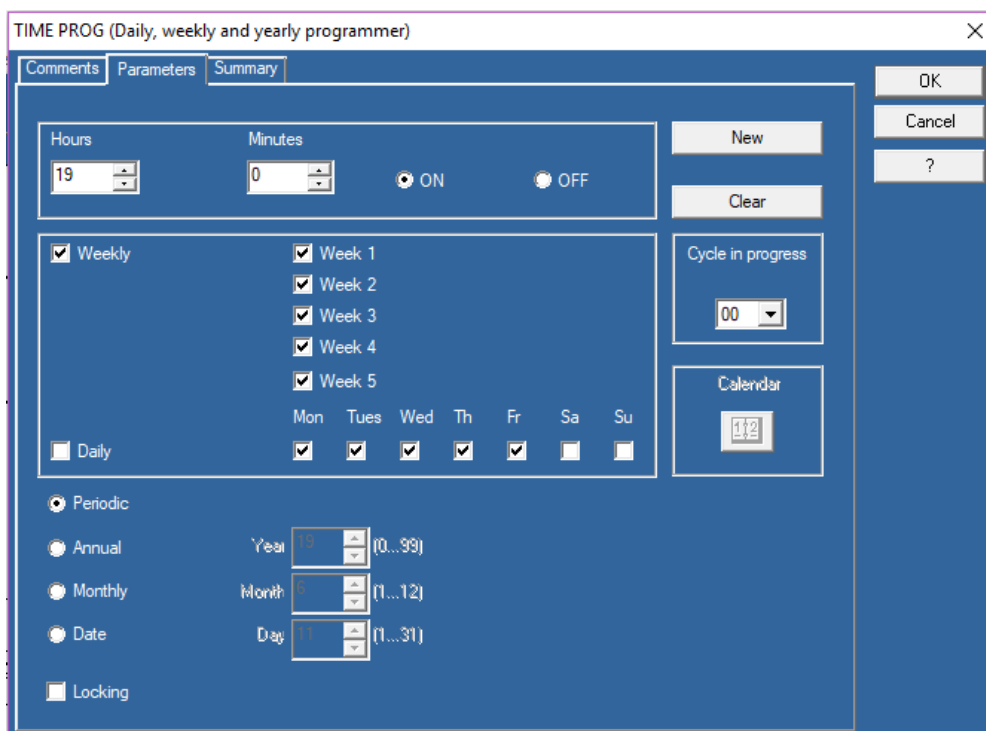 TIME PROG (Daily, weekly and yearly programmer)
Comments Parameters Summary
OK
Cancel
?
Hours Minutes
19 0 ON OFF
New
Clear
Weekly
Week 1
Week 2
Week 3
Week 4
Week 5
Mon Tues Wed Th Fr Sa Su
Daily
Cycle in progress
00
Calendar
112
Periodic
Annual Year 19 (0...99)
Monthly Month 6 (1...12)
Date Day 11 (1...31)
Locking